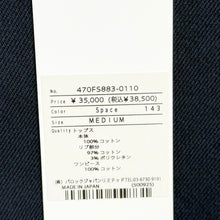 No. 470FS883-0110
Price ¥ 35,000 (税込¥38,500)
Color Space 143
Size MEDIUM
Quality トップス
本体
100% コットン
リブ部分
97% コットン
3% ポリウレタン
ワンピース
100% コットン
(株)バロックジャパンリミテッド TEL:03-6730-9191
MADE IN JAPAN (S00925)